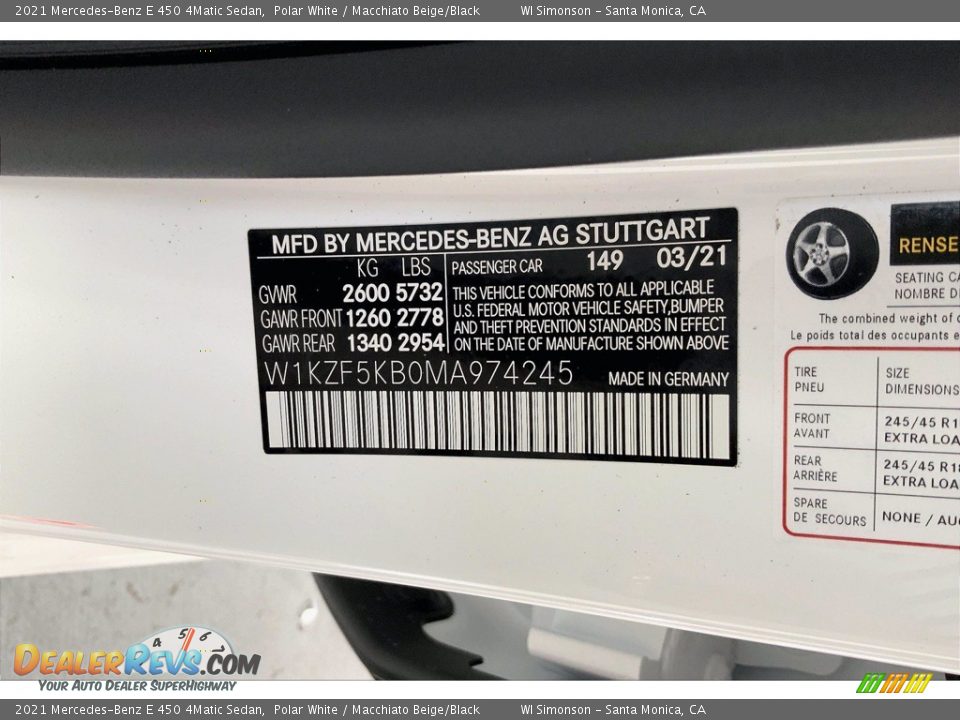 2021 Mercedes-Benz E 450 4Matic Sedan, Polar White / Macchiato Beige/Black WI Simonson - Santa Monica, CA
MFD BY MERCEDES-BENZ AG STUTTGART
KG LBS PASSENGER CAR 149 03/21
GVWR 2600 5732
GAWR FRONT 1260 2778
GAWR REAR 1340 2954
THIS VEHICLE CONFORMS TO ALL APPLICABLE
U.S. FEDERAL MOTOR VEHICLE SAFETY,BUMPER
AND THEFT PREVENTION STANDARDS IN EFFECT
ON THE DATE OF MANUFACTURE SHOWN ABOVE
W1KZF5KB0MA974245 MADE IN GERMANY
SEATING
NOMBRE
The combined weight of
Le poids total des occupants
TIRE SIZE
PNEU DIMENSIONS
FRONT 245/45
AVANT EXTRA
REAR 245/45
ARRIÈRE EXTRA
SPARE
DE SECOURS NONE /
4 5 6
DEALERREVS.COM
YOUR AUTO DEALER SUPERHIGHWAY
2021 Mercedes-Benz E 450 4Matic Sedan, Polar White / Macchiato Beige/Black WI Simonson - Santa Monica, CA